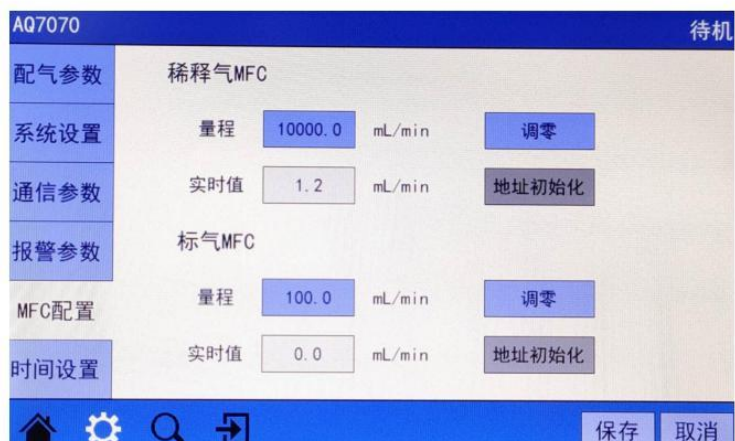 AQ7070 待机
配气参数
系统设置
通信参数
报警参数
MFC配置
时间设置
稀释气MFC
量程 10000.0 mL/min 调零
实时值 1.2 mL/min 地址初始化
标气MFC
量程 100.0 mL/min 调零
实时值 0.0 mL/min 地址初始化
保存 取消